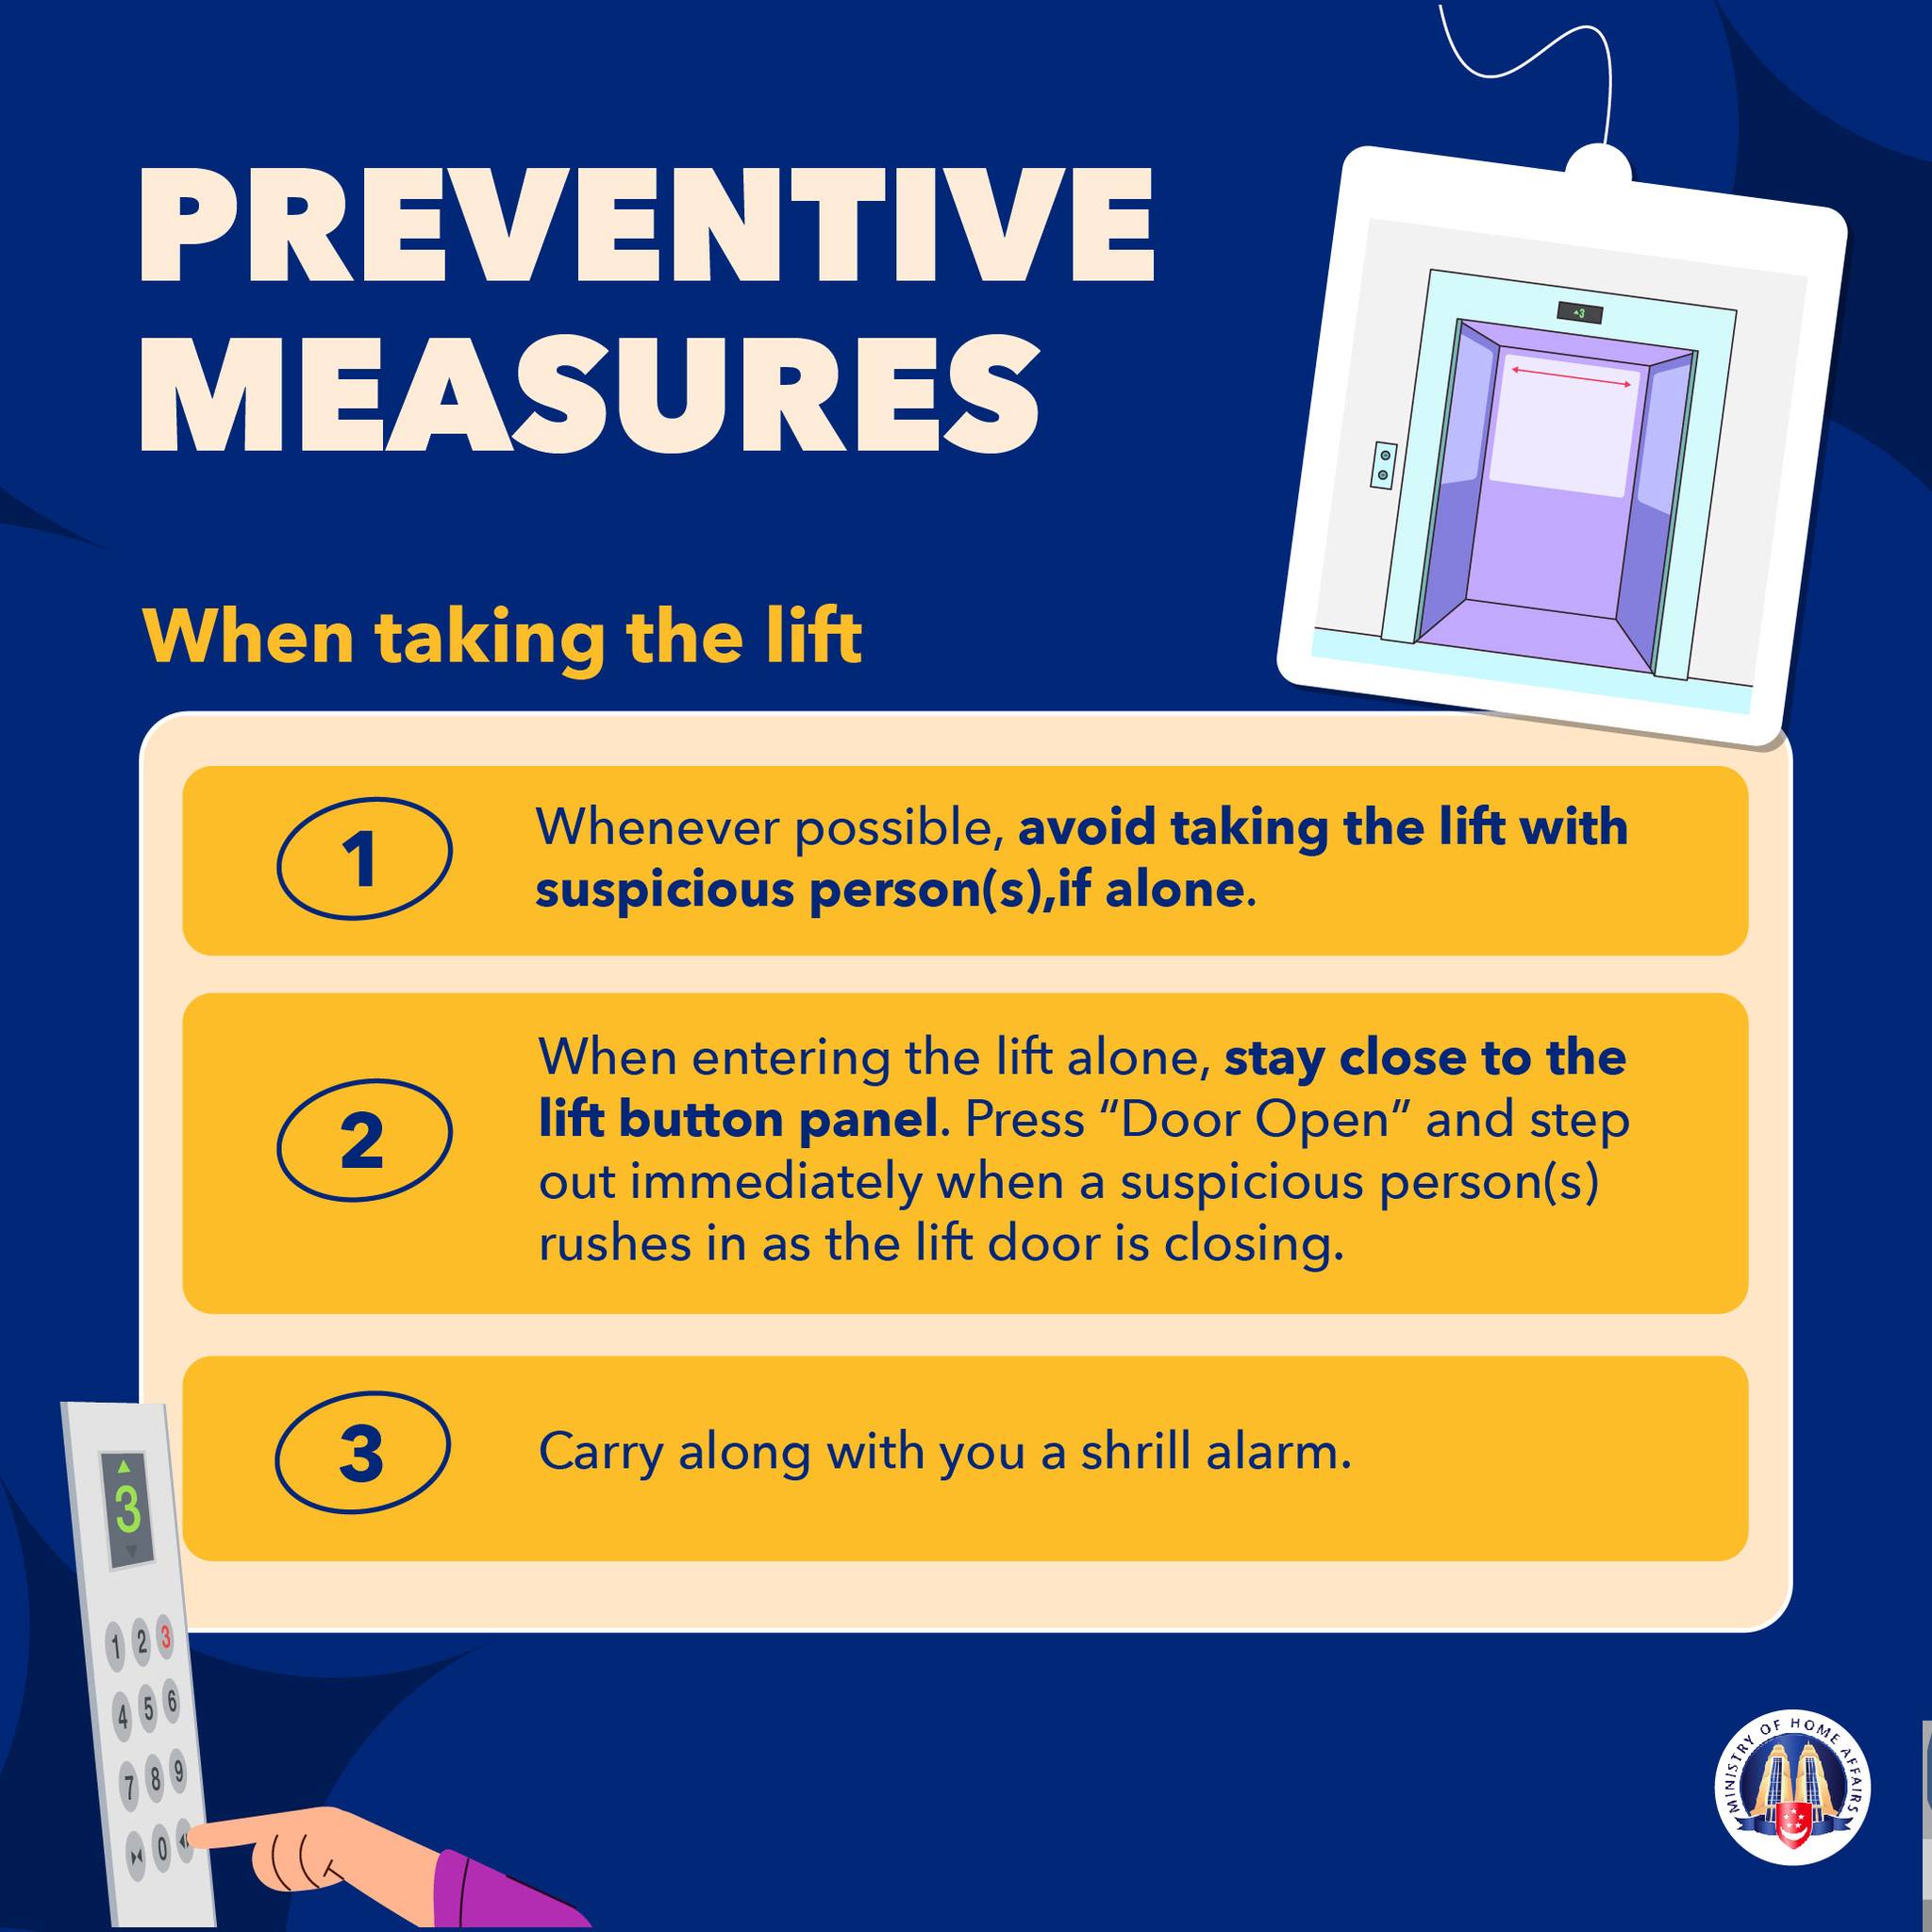 PREVENTIVE
MEASURES
3
When taking the lift
1
Whenever possible, avoid taking the lift with
suspicious person(s),if alone.
2
When entering the lift alone, stay close to the
lift button panel. Press “Door Open” and step
out immediately when a suspicious person(s)
rushes in as the lift door is closing.
3
Carry along with you a shrill alarm.
3
1 2 3
4 5 6
7 8 9
0
MINISTRY OF HOME AFFAIRS